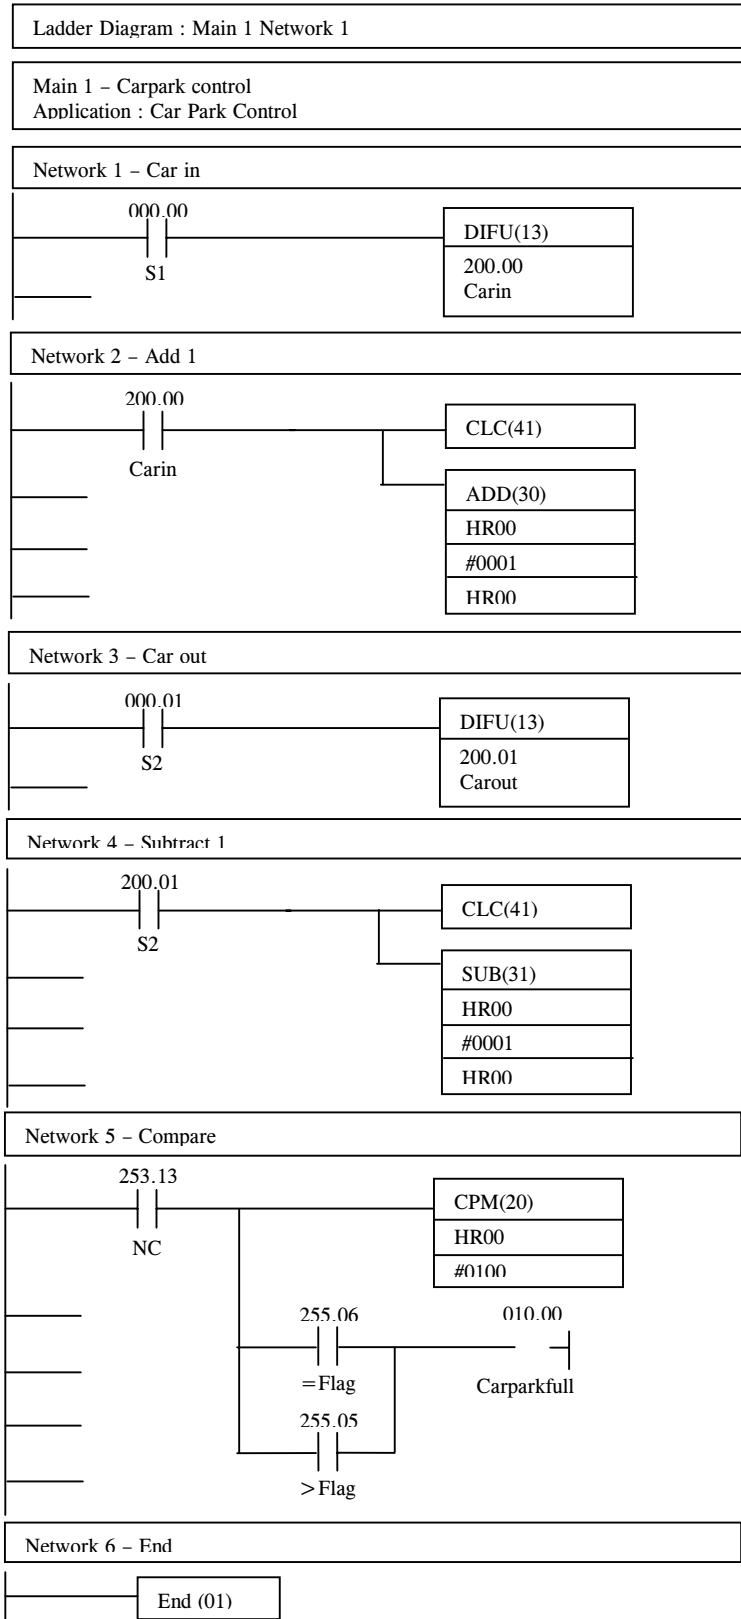 Ladder Diagram : Main 1 Network 1
Main 1 – Carpark control
Application : Car Park Control
Network 1 – Car in
000.00
S1
DIFU(13)
200.00
Carin
Network 2 – Add 1
200.00
Carin
CLC(41)
ADD(30)
HR00
#0001
HR00
Network 3 – Car out
000.01
S2
DIFU(13)
200.01
Carout
Network 4 – Subtract 1
200.01
S2
CLC(41)
SUB(31)
HR00
#0001
HR00
Network 5 – Compare
253.13
NC
CPM(20)
HR00
#0100
255.06
=Flag
010.00
Carparkfull
255.05
>Flag
Network 6 – End
End (01)